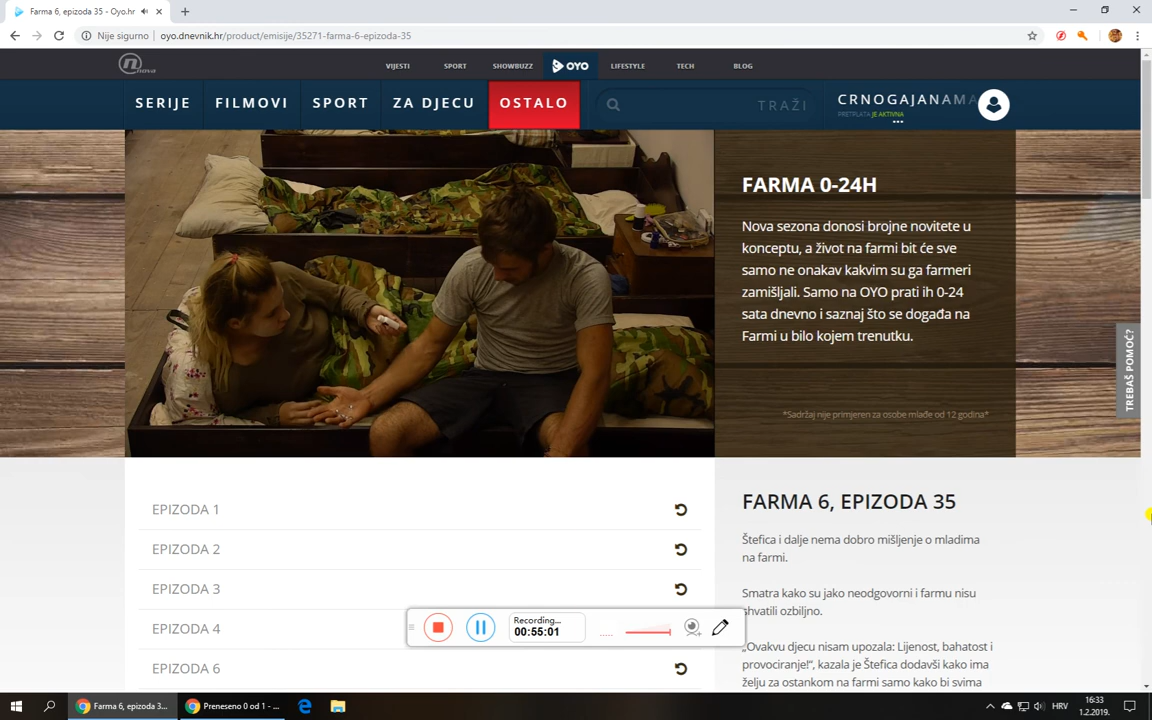 Farma 6, epizoda 35 - Oyo.hr
Nije sigurno
oyo.dnevnik.hr/product/emisije/35271-farma-6-epizoda-35
nova
VIJESTI
SPORT
SHOWBUZZ
OYO
LIFESTYLE
TECH
BLOG
SERIJE
FILMOVI
SPORT
ZA DJECU
OSTALO
TRAŽI
CRNOGAJANAMA
PRETPLATA JE AKTIVNA
FARMA 0-24H
Nova sezona donosi brojne novitete u
konceptu, a život na farmi bit će sve
samo ne onakav kakvim su ga farmeri
zamišljali. Samo na OYO prati ih 0-24
sata dnevno i saznaj što se događa na
Farmi u bilo kojem trenutku.
*Sadržaj nije primjeren za osobe mlađe od 12 godina*
TREBAŠ POMOĆ?
EPIZODA 1
EPIZODA 2
EPIZODA 3
EPIZODA 4
EPIZODA 6
FARMA 6, EPIZODA 35
Štefica i dalje nema dobro mišljenje o mladima
na farmi.
Smatra kako su jako neodgovorni i farmu nisu
shvatili ozbiljno.
„Ovakvu djecu nisam upozala: Lijenost, bahatost i
provociranje!“, kazala je Štefica dodavši kako ima
želju za ostankom na farmi samo kako bi svima
Recording...
00:55:01
Farma 6, epizoda 3...
Preneseno 0 od 1 - ...
HRV
16:33
1.2.2019.